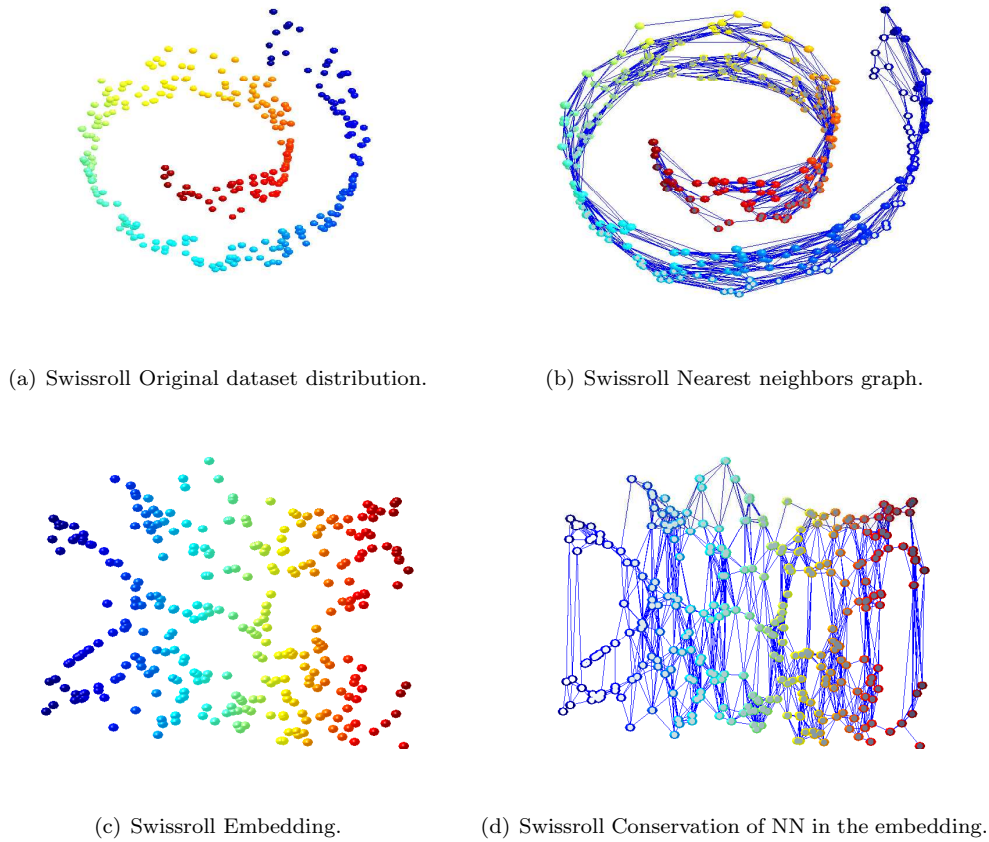 (a) Swissroll Original dataset distribution.
(b) Swissroll Nearest neighbors graph.
(c) Swissroll Embedding.
(d) Swissroll Conservation of NN in the embedding.